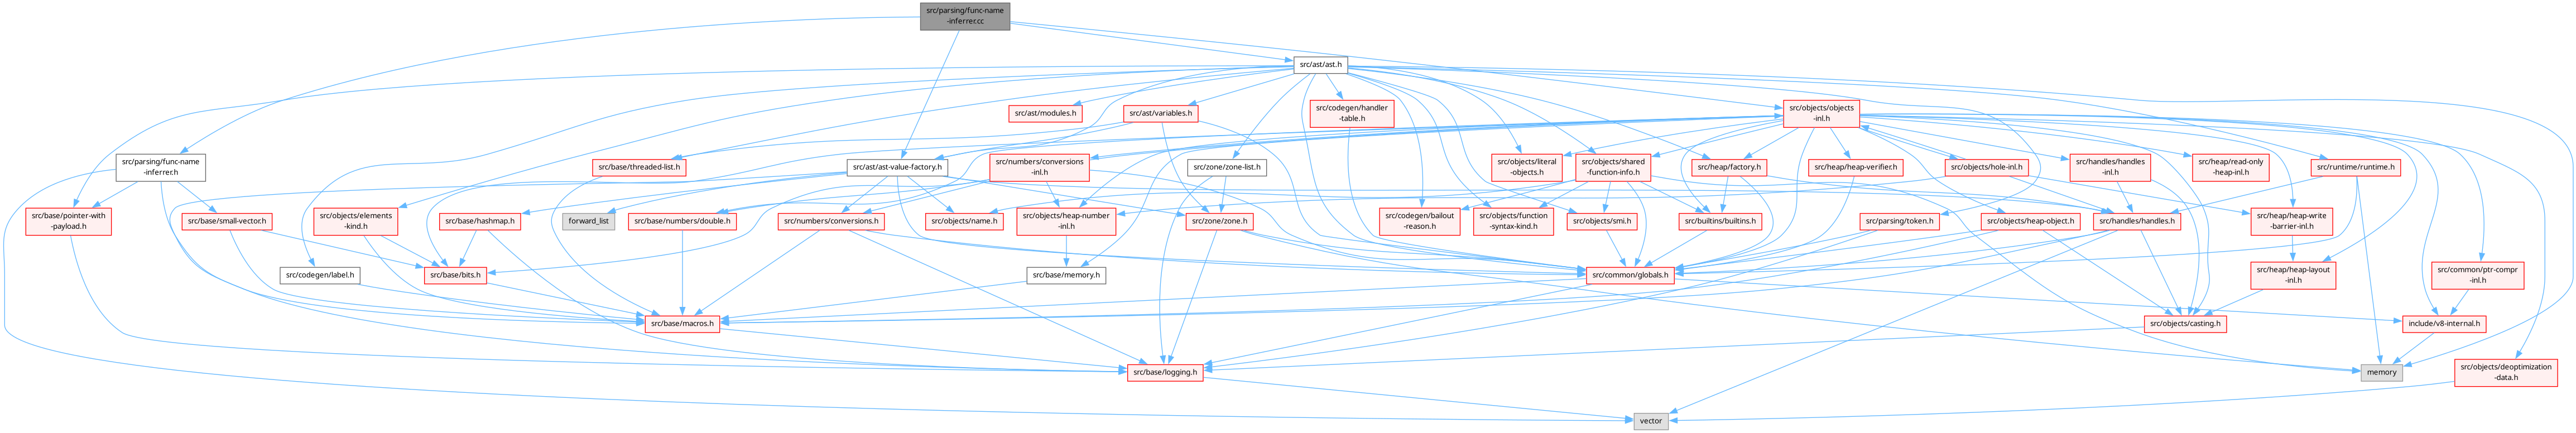 src/parsing/func-name
-inferrer.cc
src/ast/ast.h
src/ast/modules.h
src/ast/variables.h
src/codegen/handler
-table.h
src/objects/objects
-inl.h
src/parsing/func-name
-inferrer.h
src/base/threaded-list.h
src/ast/ast-value-factory.h
src/numbers/conversions
-inl.h
src/zone/zone-list.h
src/objects/literal
-objects.h
src/objects/shared
-function-info.h
src/heap/factory.h
src/heap/heap-verifier.h
src/objects/hole-inl.h
src/handles/handles
-inl.h
src/heap/read-only
-heap-inl.h
src/runtime/runtime.h
src/base/pointer-with
-payload.h
src/base/small-vector.h
src/objects/elements
-kind.h
src/base/hashmap.h
forward_list
src/base/numbers/double.h
src/numbers/conversions.h
src/objects/name.h
src/objects/heap-number
-inl.h
src/zone/zone.h
src/codegen/bailout
-reason.h
src/objects/function
-syntax-kind.h
src/objects/smi.h
src/builtins/builtins.h
src/parsing/token.h
src/objects/heap-object.h
src/handles/handles.h
src/heap/heap-write
-barrier-inl.h
src/codegen/label.h
src/base/bits.h
src/base/memory.h
src/common/globals.h
src/heap/heap-layout
-inl.h
src/common/ptr-compr
-inl.h
src/base/macros.h
src/objects/casting.h
include/v8-internal.h
src/base/logging.h
memory
src/objects/deoptimization
-data.h
vector